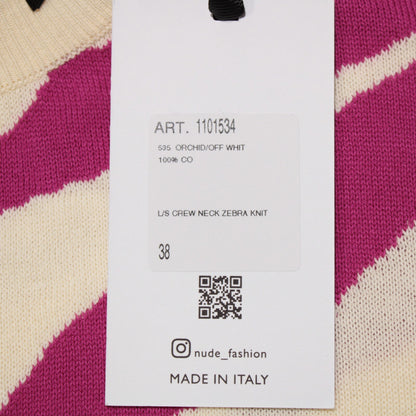 ART. 1101534
535 ORCHID/OFF WHIT
100% CO
L/S CREW NECK ZEBRA KNIT
38
nude_fashion
MADE IN ITALY